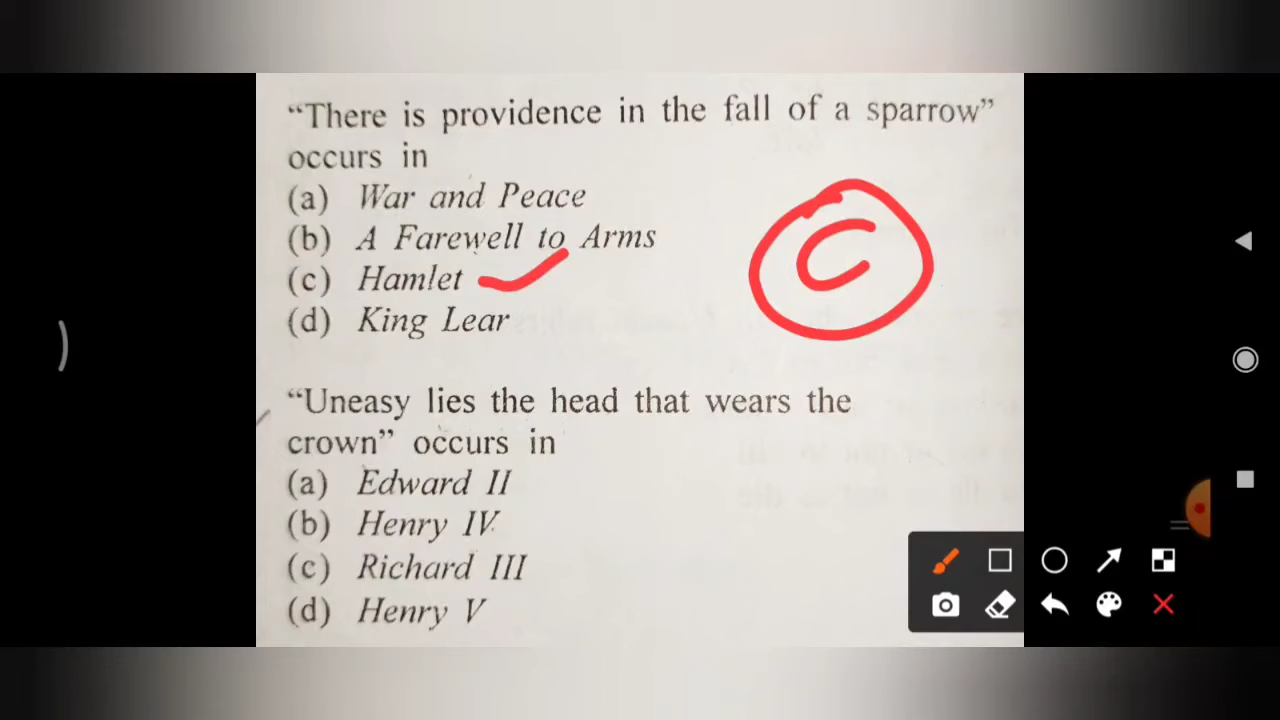 “There is providence in the fall of a sparrow”
occurs in
(a) War and Peace
(b) A Farewell to Arms
(c) Hamlet
(d) King Lear
C
“Uneasy lies the head that wears the
crown” occurs in
(a) Edward II
(b) Henry IV
(c) Richard III
(d) Henry V